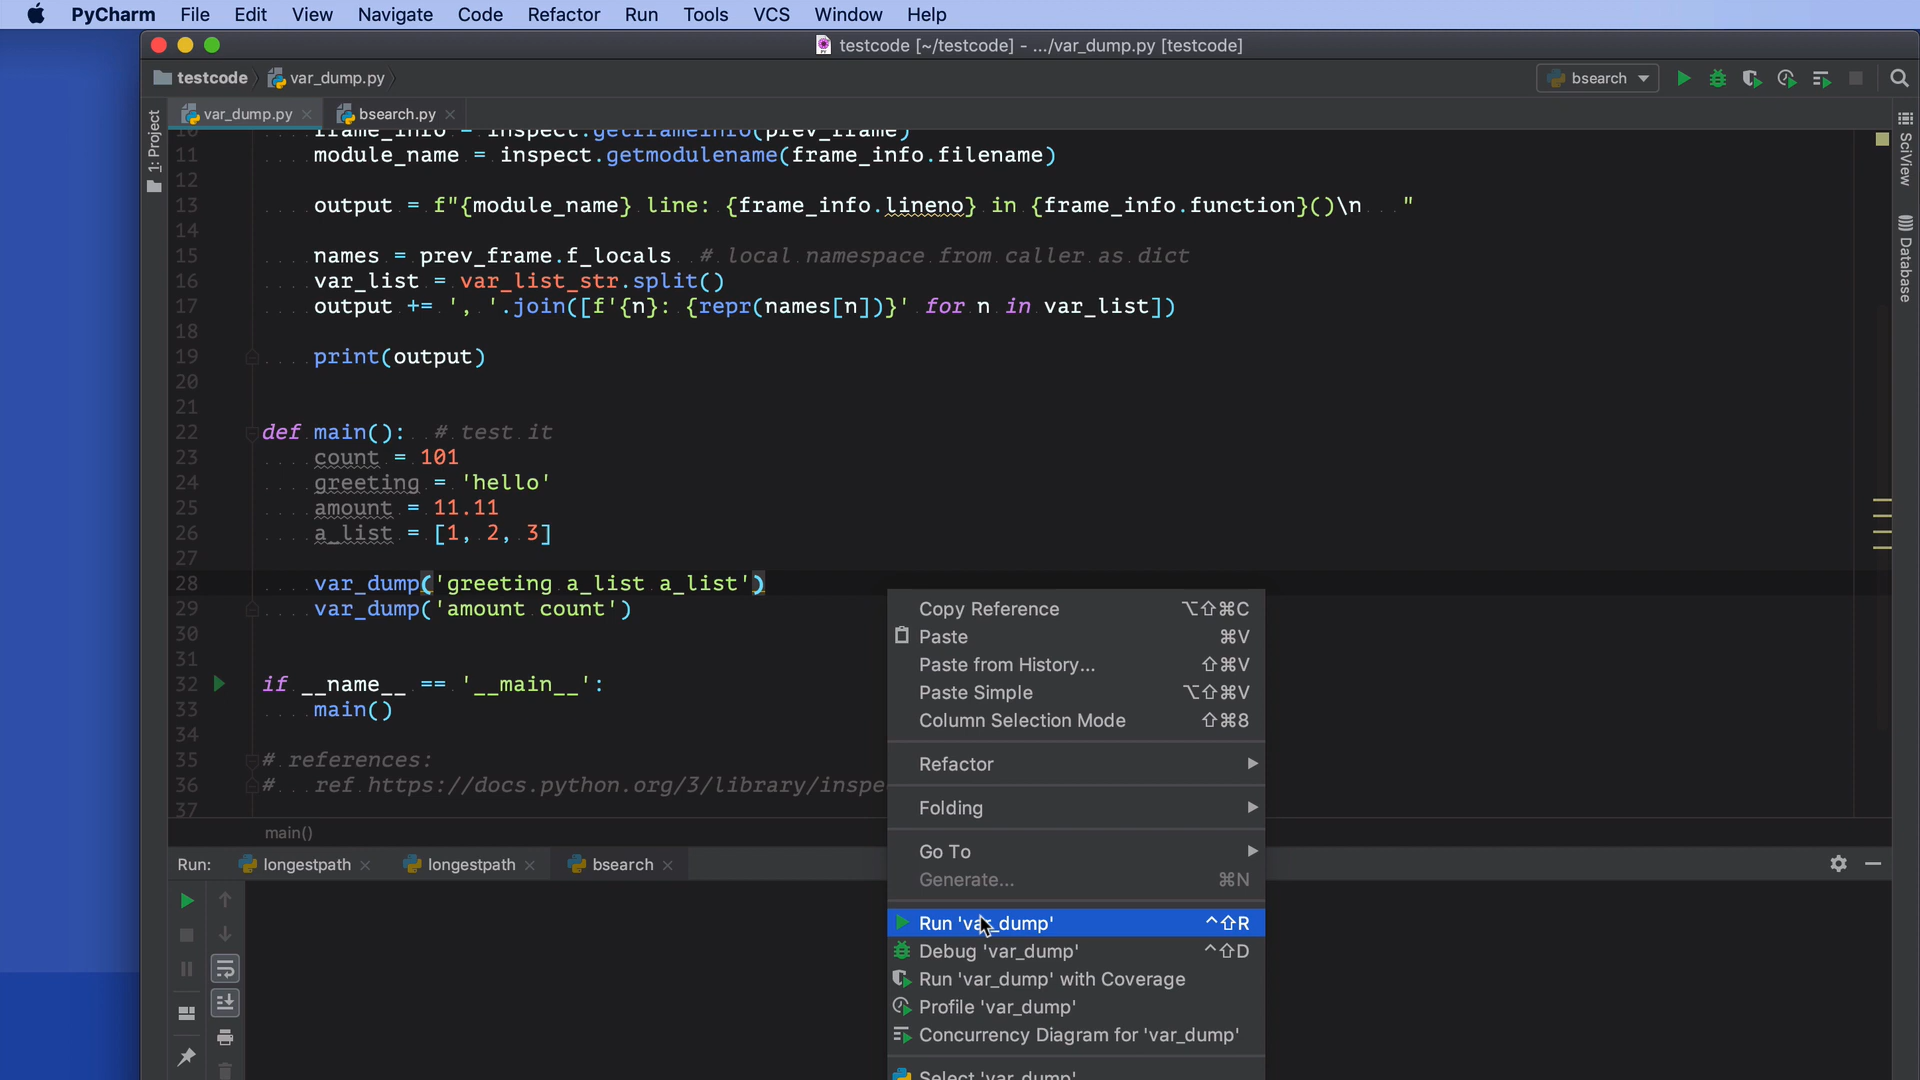 PyCharm File Edit View Navigate Code Refactor Run Tools VCS Window Help
testcode [~/testcode] - .../var_dump.py [testcode]
testcode var_dump.py
bsearch
var_dump.py bsearch.py
1: Project
SciView
Database
10 frame_info = inspect.getframeinfo(prev_frame)
11 module_name = inspect.getmodulename(frame_info.filename)
12
13 output = f"{module_name} line: {frame_info.lineno} in {frame_info.function}()\n   "
14
15 names = prev_frame.f_locals  # local namespace from caller as dict
16 var_list = var_list_str.split()
17 output += ', '.join([f'{n}: {repr(names[n])}' for n in var_list])
18
19 print(output)
20
21
22 def main():  # test it
23 count = 101
24 greeting = 'hello'
25 amount = 11.11
26 a_list = [1, 2, 3]
27
28 var_dump('greeting a_list a_list')
29 var_dump('amount count')
30
31
32 if __name__ == '__main__':
33 main()
34
35 # references:
36 #   ref https://docs.python.org/3/library/inspe
37
main()
Copy Reference ⌥⇧⌘C
Paste ⌘V
Paste from History... ⇧⌘V
Paste Simple ⌥⇧⌘V
Column Selection Mode ⇧⌘8
Refactor
Folding
Go To
Generate... ⌘N
Run 'var_dump' ^⇧R
Debug 'var_dump' ^⇧D
Run 'var_dump' with Coverage
Profile 'var_dump'
Concurrency Diagram for 'var_dump'
Select 'var_dump'
Run: longestpath longestpath bsearch